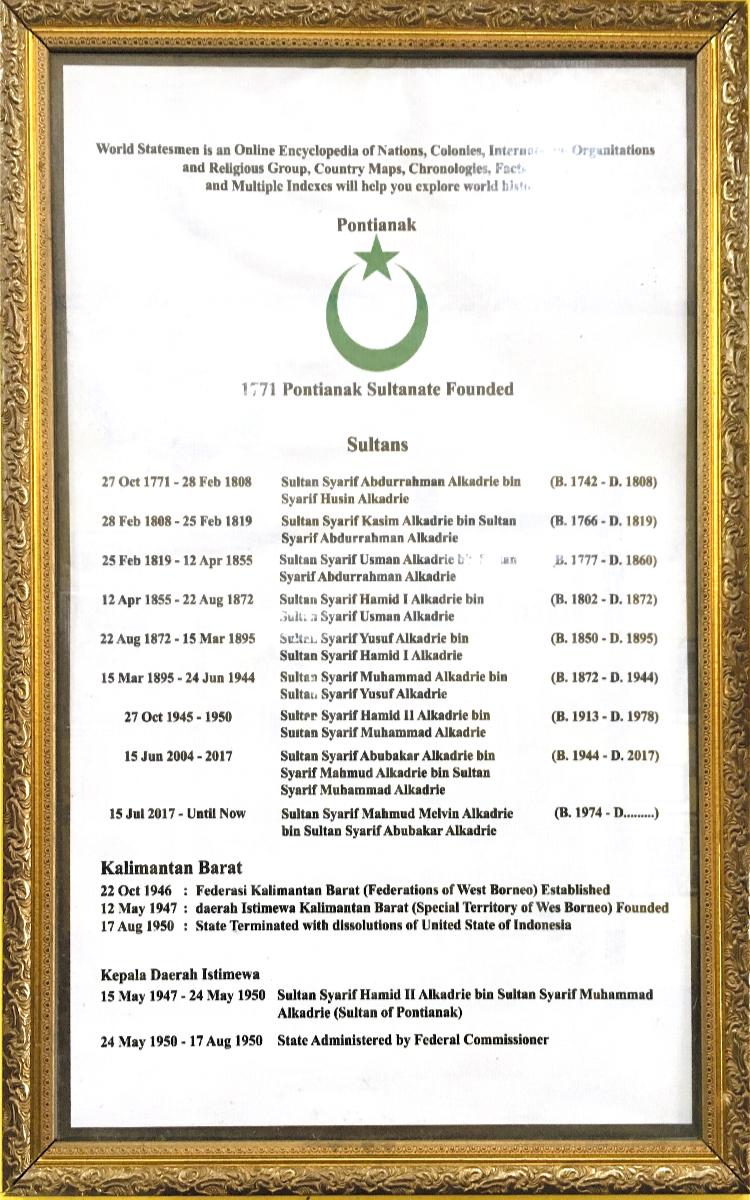 World Statesmen is an Online Encyclopedia of Nations, Colonies, Organitations
and Religious Group, Country Maps, Chronologies,
and Multiple Indexes will help you explore world
Pontianak
1771 Pontianak Sultanate Founded
Sultans
27 Oct 1771 - 28 Feb 1808 Sultan Syarif Abdurrahman Alkadrie bin (B. 1742 - D. 1808)
Syarif Husin Alkadrie
28 Feb 1808 - 25 Feb 1819 Sultan Syarif Kasim Alkadrie bin Sultan (B. 1766 - D. 1819)
Syarif Abdurrahman Alkadrie
25 Feb 1819 - 12 Apr 1855 Sultan Syarif Usman Alkadrie (B. 1777 - D. 1860)
Syarif Abdurrahman Alkadrie
12 Apr 1855 - 22 Aug 1872 Sultan Syarif Hamid I Alkadrie bin (B. 1802 - D. 1872)
Sultan Syarif Usman Alkadrie
22 Aug 1872 - 15 Mar 1895 Sultan Syarif Yusuf Alkadrie bin (B. 1850 - D. 1895)
Sultan Syarif Hamid I Alkadrie
15 Mar 1895 - 24 Jun 1944 Sultan Syarif Muhammad Alkadrie bin (B. 1872 - D. 1944)
Sultan Syarif Yusuf Alkadrie
27 Oct 1945 - 1950 Sultan Syarif Hamid II Alkadrie bin (B. 1913 - D. 1978)
Sultan Syarif Muhammad Alkadrie
15 Jun 2004 - 2017 Sultan Syarif Abubakar Alkadrie bin (B. 1944 - D. 2017)
Syarif Mahmud Alkadrie bin Sultan
Syarif Muhammad Alkadrie
15 Jul 2017 - Until Now Sultan Syarif Mahmud Melvin Alkadrie (B. 1974 - D.........)
bin Sultan Syarif Abubakar Alkadrie
Kalimantan Barat
22 Oct 1946 : Federasi Kalimantan Barat (Federations of West Borneo) Established
12 May 1947 : daerah Istimewa Kalimantan Barat (Special Territory of Wes Borneo) Founded
17 Aug 1950 : State Terminated with dissolutions of United State of Indonesia
Kepala Daerah Istimewa
15 May 1947 - 24 May 1950 Sultan Syarif Hamid II Alkadrie bin Sultan Syarif Muhammad
Alkadrie (Sultan of Pontianak)
24 May 1950 - 17 Aug 1950 State Administered by Federal Commissioner